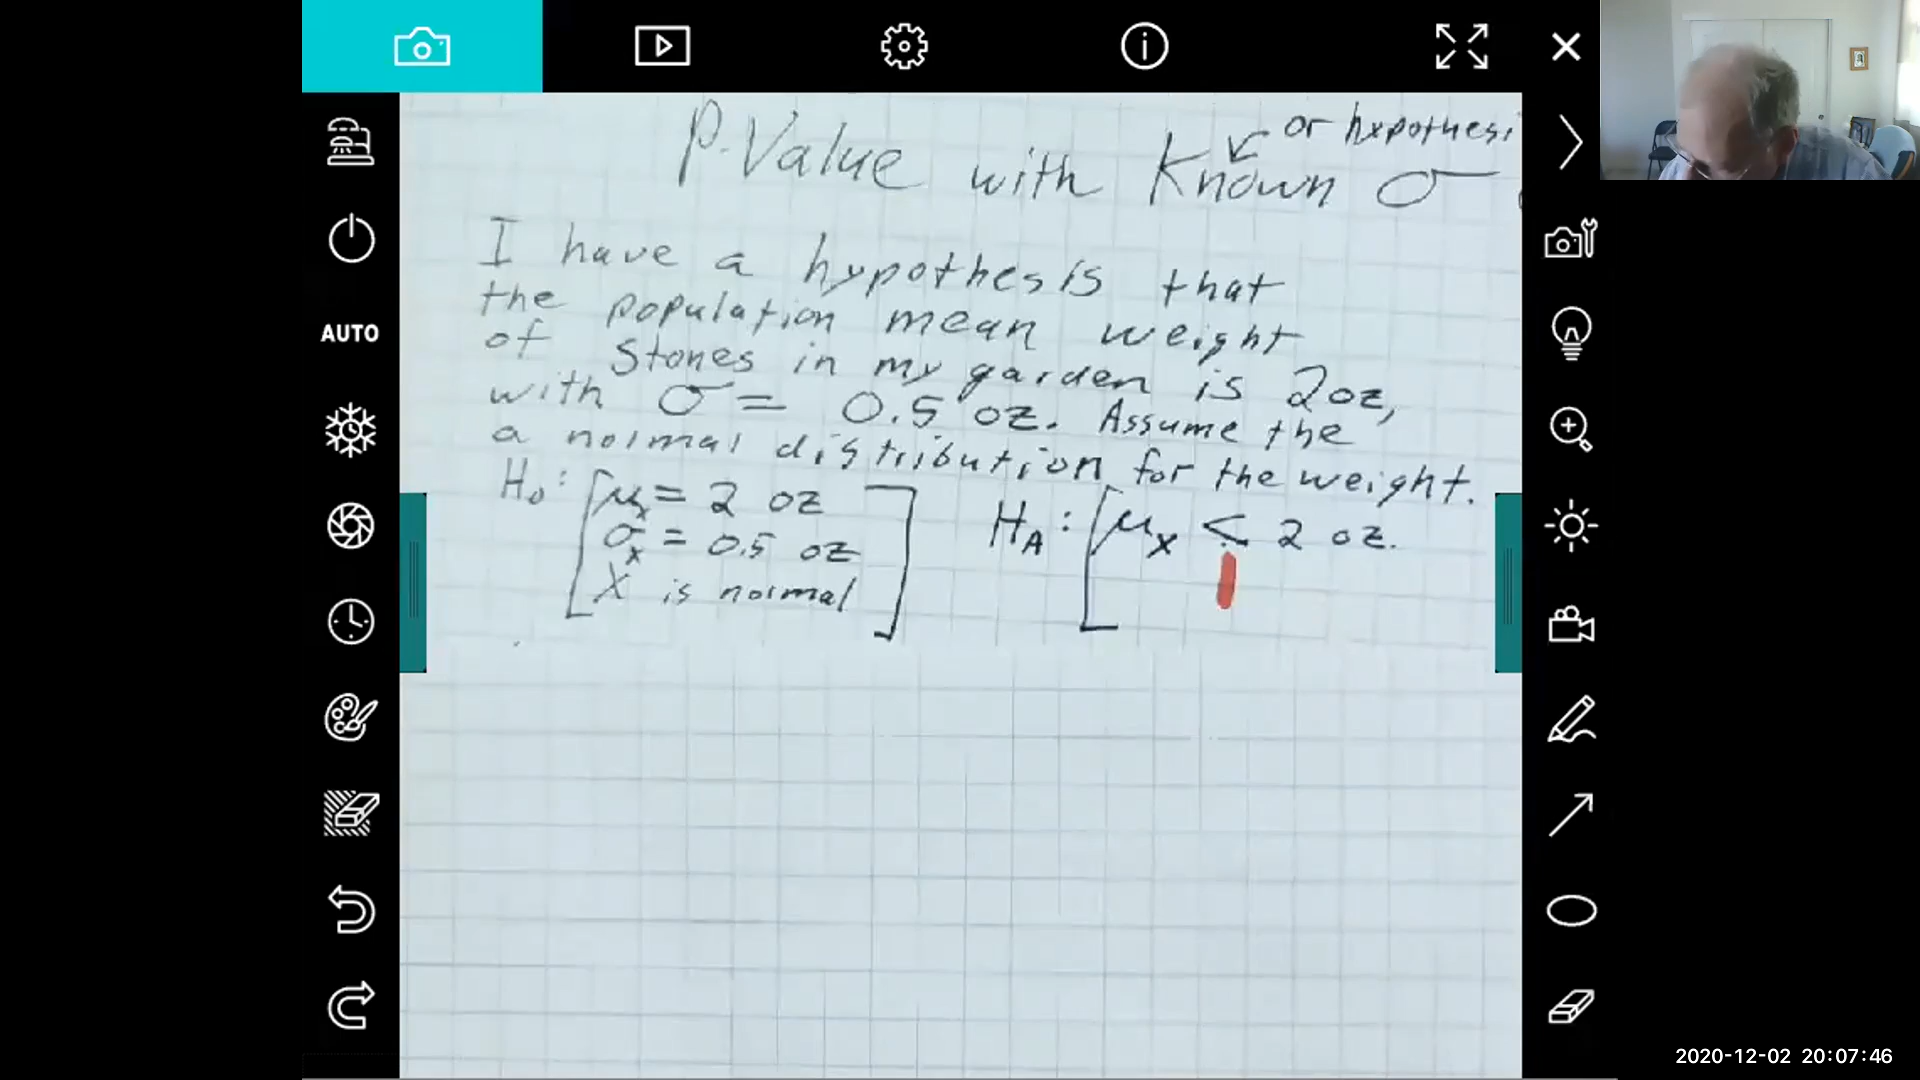 or hypothesi
P-Value with Known σ
I have a hypothesis that
the population mean weight
of stones in my garden is 2oz,
with σ = 0.5 oz. Assume the
a normal distribution for the weight.
H₀: [μₓ = 2 oz ] H_A: [μₓ < 2 oz.
σₓ = 0.5 oz
X is normal
AUTO
2020-12-02 20:07:46